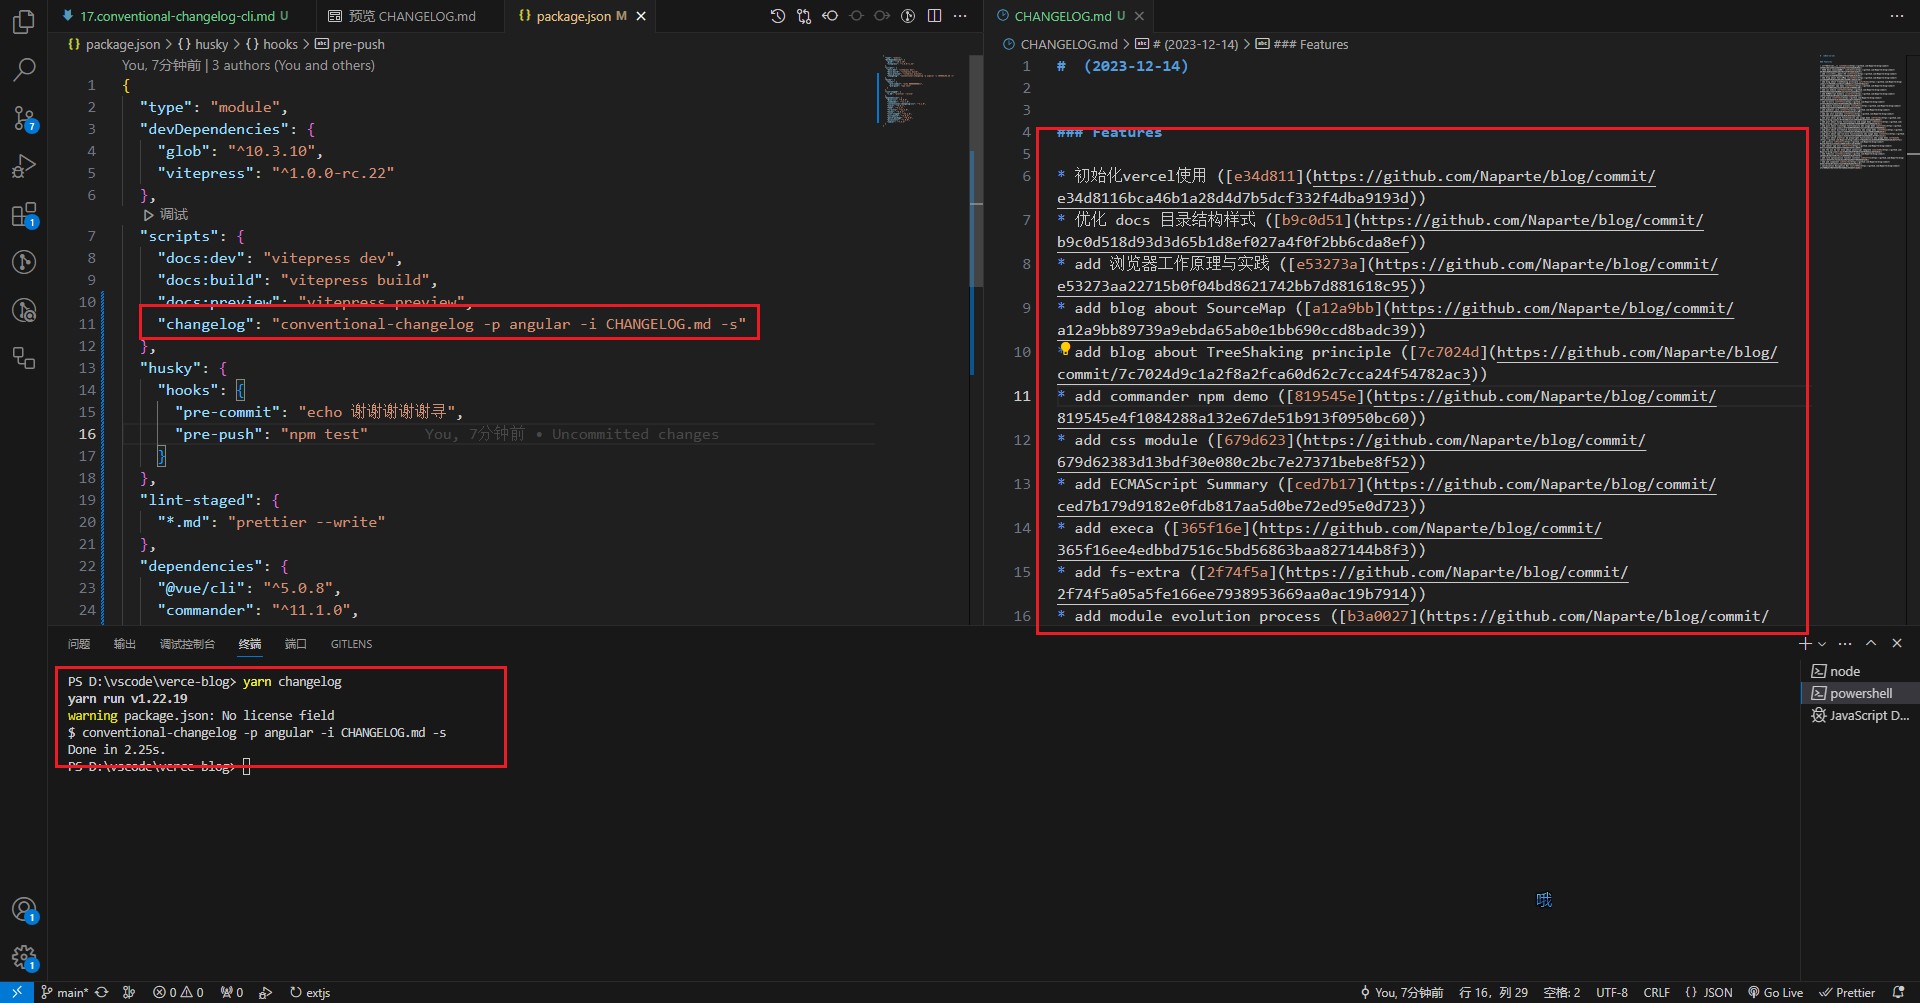 17.conventional-changelog-cli.md U
预览 CHANGELOG.md
{} package.json M
CHANGELOG.md U
{} package.json > {} husky > {} hooks > pre-push
CHANGELOG.md > # (2023-12-14) > ### Features
You, 7分钟前 | 3 authors (You and others)
1 {
2 "type": "module",
3 "devDependencies": {
4 "glob": "^10.3.10",
5 "vitepress": "^1.0.0-rc.22"
6 },
调试
7 "scripts": {
8 "docs:dev": "vitepress dev",
9 "docs:build": "vitepress build",
10 "docs:preview": "vitepress preview",
11 "changelog": "conventional-changelog -p angular -i CHANGELOG.md -s"
12 },
13 "husky": {
14 "hooks": {
15 "pre-commit": "echo 谢谢谢谢谢寻",
16 "pre-push": "npm test" You, 7分钟前 • Uncommitted changes
17 }
18 },
19 "lint-staged": {
20 "*.md": "prettier --write"
21 },
22 "dependencies": {
23 "@vue/cli": "^5.0.8",
24 "commander": "^11.1.0",
1 # (2023-12-14)
2
3
4 ### Features
5
6 * 初始化vercel使用 ([e34d811](https://github.com/Naparte/blog/commit/
e34d8116bca46b1a28d4d7b5dcf332f4dba9193d))
7 * 优化 docs 目录结构样式 ([b9c0d51](https://github.com/Naparte/blog/commit/
b9c0d518d93d3d65b1d8ef027a4f0f2bb6cda8ef))
8 * add 浏览器工作原理与实践 ([e53273a](https://github.com/Naparte/blog/commit/
e53273aa22715b0f04bd8621742bb7d881618c95))
9 * add blog about SourceMap ([a12a9bb](https://github.com/Naparte/blog/commit/
a12a9bb89739a9ebda65ab0e1bb690ccd8badc39))
10 add blog about TreeShaking principle ([7c7024d](https://github.com/Naparte/blog/
commit/7c7024d9c1a2f8a2fca60d62c7cca24f54782ac3))
11 * add commander npm demo ([819545e](https://github.com/Naparte/blog/commit/
819545e4f1084288a132e67de51b913f0950bc60))
12 * add css module ([679d623](https://github.com/Naparte/blog/commit/
679d62383d13bdf30e080c2bc7e27371bebe8f52))
13 * add ECMAScript Summary ([ced7b17](https://github.com/Naparte/blog/commit/
ced7b179d9182e0fdb817aa5d0be72ed95e0d723))
14 * add execa ([365f16e](https://github.com/Naparte/blog/commit/
365f16ee4edbbd7516c5bd56863baa827144b8f3))
15 * add fs-extra ([2f74f5a](https://github.com/Naparte/blog/commit/
2f74f5a05a5fe166ee7938953669aa0ac19b7914))
16 * add module evolution process ([b3a0027](https://github.com/Naparte/blog/commit/
问题 输出 调试控制台 终端 端口 GITLENS
PS D:\vscode\verce-blog> yarn changelog
yarn run v1.22.19
warning package.json: No license field
$ conventional-changelog -p angular -i CHANGELOG.md -s
Done in 2.25s.
PS D:\vscode\verce-blog>
node
powershell
JavaScript D...
哦
7
1
1
1
main* 0 0 0 extjs
You, 7分钟前 行 16, 列 29 空格: 2 UTF-8 CRLF {} JSON Go Live Prettier